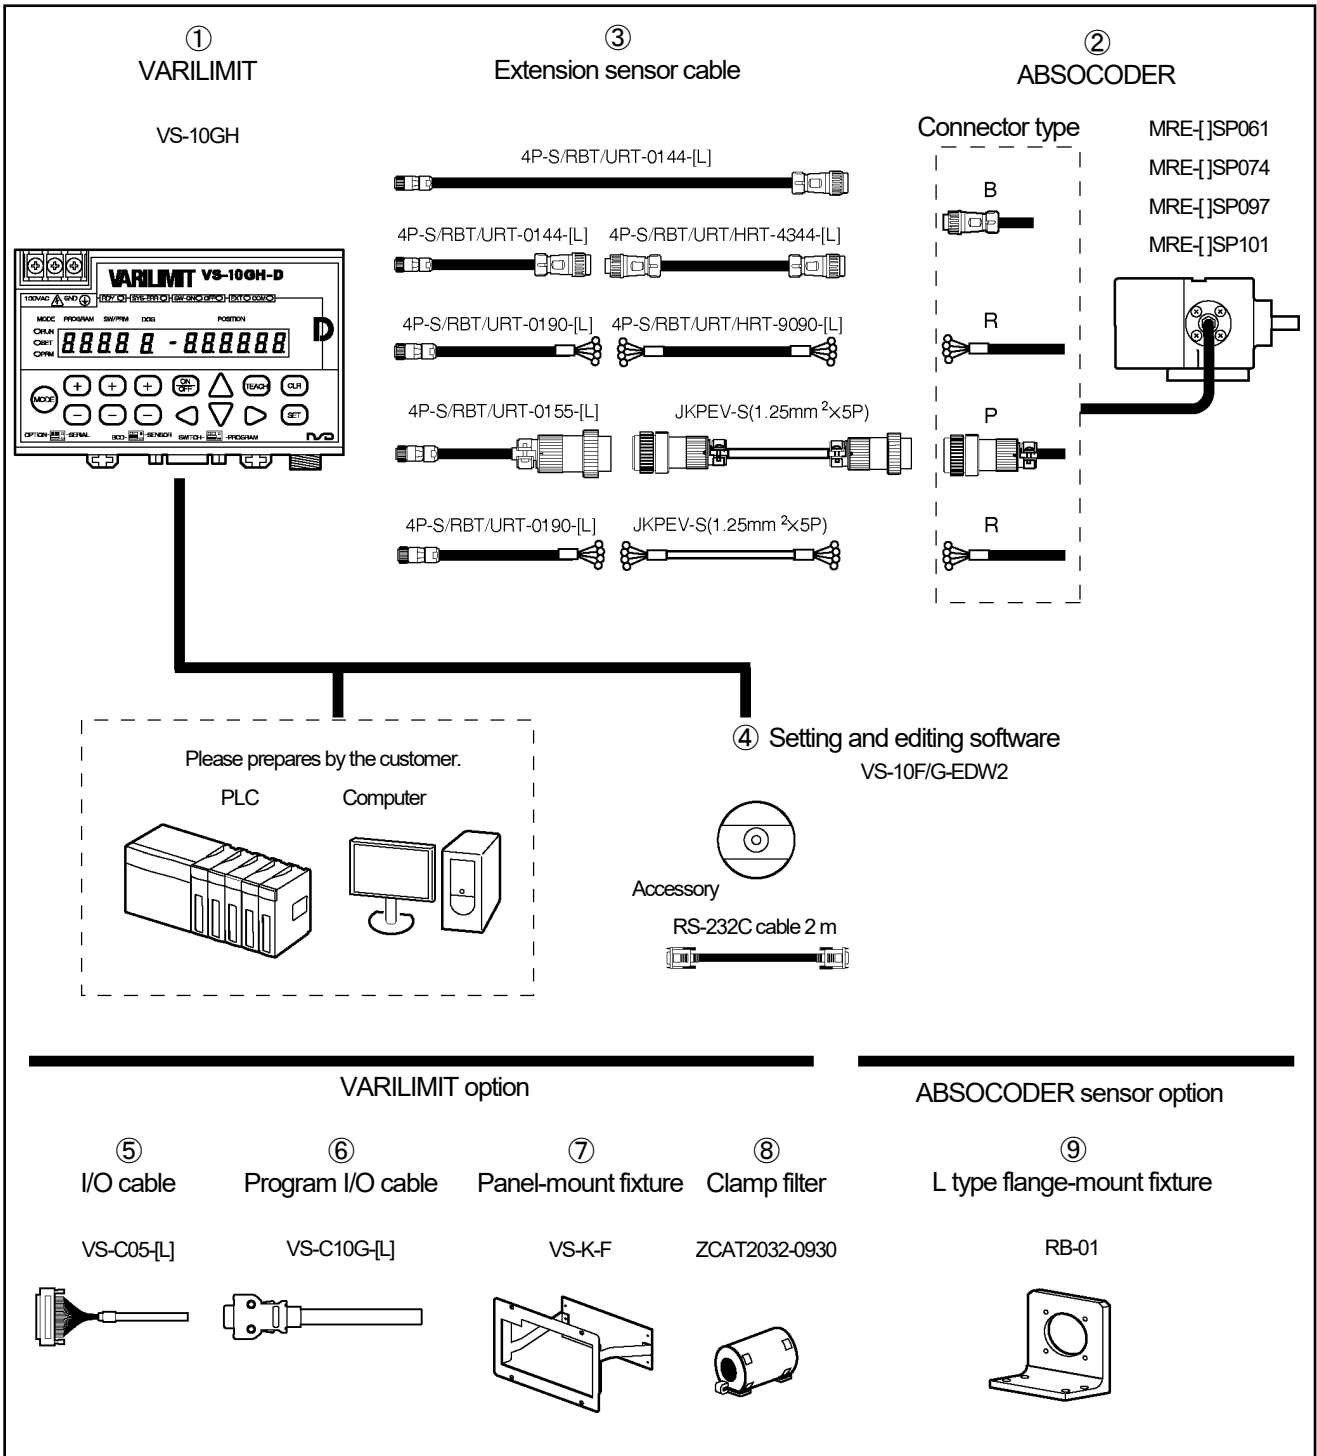 ①
VARILIMIT
VS-10GH
③
Extension sensor cable
②
ABSOCODER
Connector type
MRE-[ ]SP061
MRE-[ ]SP074
MRE-[ ]SP097
MRE-[ ]SP101
4P-S/RBT/URT-0144-[L]
B
4P-S/RBT/URT-0144-[L] 4P-S/RBT/URT/HRT-4344-[L]
4P-S/RBT/URT-0190-[L] 4P-S/RBT/URT/HRT-9090-[L]
R
4P-S/RBT/URT-0155-[L] JKPEV-S(1.25mm ²×5P)
P
4P-S/RBT/URT-0190-[L] JKPEV-S(1.25mm ²×5P)
R
VARILIMIT VS-10GH-D
100VAC GND RDY SYS-ERR SW-ON OFF EXT COM
MODE PROGRAM SW/PRM DOG POSITION
RUN
SET
PRM
8888 8 -888888
D
MODE + + + ON/OFF TEACH CLR
- - - SET
OPTION- -SERIAL BCD- -SENSOR SWITCH- -PROGRAM NSD
Please prepares by the customer.
PLC Computer
④ Setting and editing software
VS-10F/G-EDW2
Accessory
RS-232C cable 2 m
VARILIMIT option
ABSOCODER sensor option
⑤
I/O cable
VS-C05-[L]
⑥
Program I/O cable
VS-C10G-[L]
⑦
Panel-mount fixture
VS-K-F
⑧
Clamp filter
ZCAT2032-0930
⑨
L type flange-mount fixture
RB-01